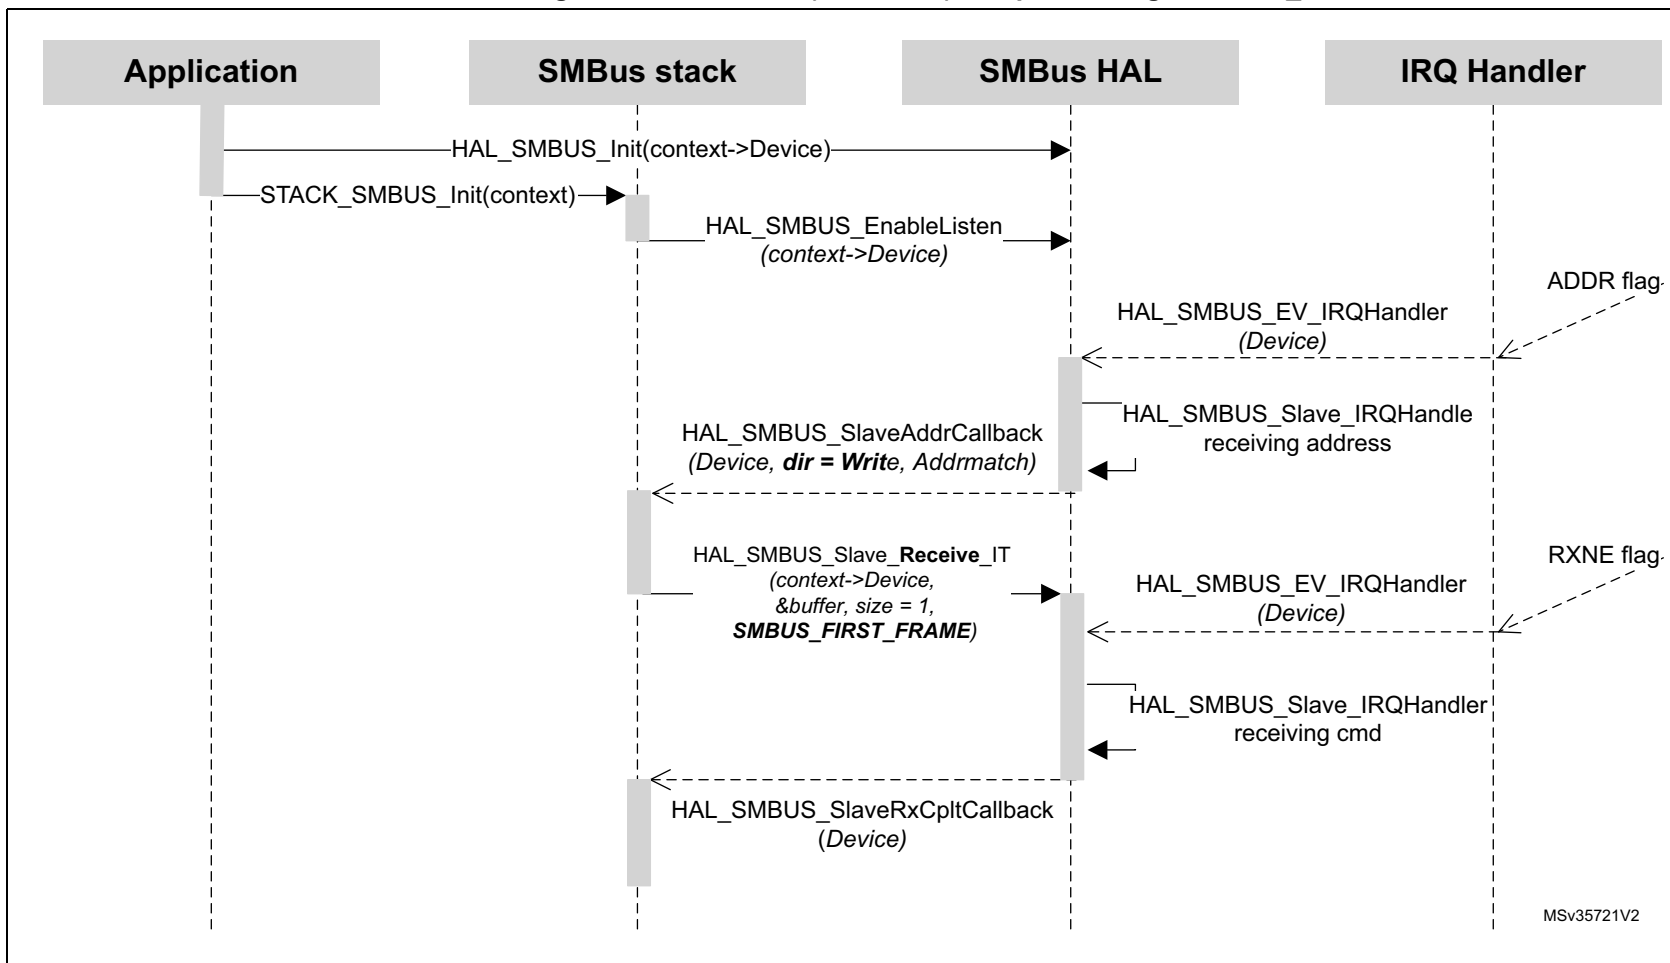 Application
SMBus stack
SMBus HAL
IRQ Handler
HAL_SMBUS_Init(context->Device)
STACK_SMBUS_Init(context)
HAL_SMBUS_EnableListen
(context->Device)
ADDR flag
HAL_SMBUS_EV_IRQHandler
(Device)
HAL_SMBUS_Slave_IRQHandle
receiving address
HAL_SMBUS_SlaveAddrCallback
(Device, dir = Write, Addrmatch)
HAL_SMBUS_Slave_Receive_IT
(context->Device,
&buffer, size = 1,
SMBUS_FIRST_FRAME)
RXNE flag
HAL_SMBUS_EV_IRQHandler
(Device)
HAL_SMBUS_Slave_IRQHandler
receiving cmd
HAL_SMBUS_SlaveRxCpltCallback
(Device)
MSv35721V2